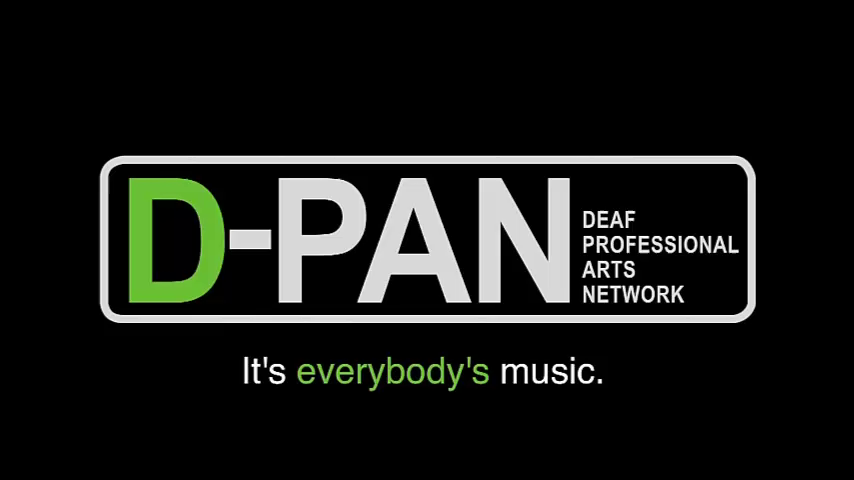 D-PAN
DEAF
PROFESSIONAL
ARTS
NETWORK
It's everybody's music.